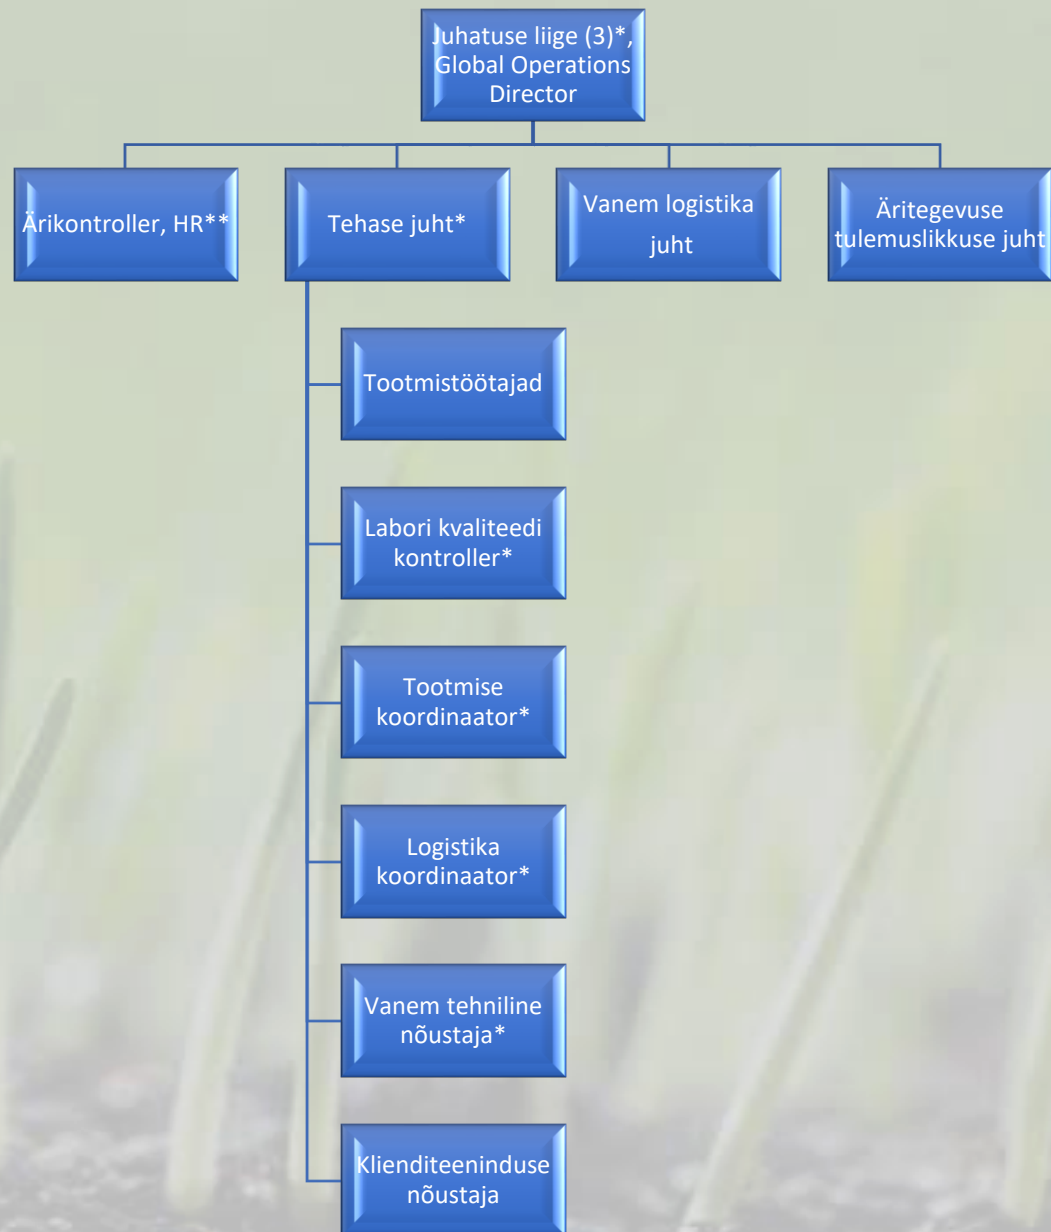 Juhatuse liige (3)*,
Global Operations
Director
Ärikontroller, HR**
Tehase juht*
Vanem logistika
juht
Äritegevuse
tulemuslikkuse juht
Tootmistöötajad
Labori kvaliteedi
kontroller*
Tootmise
koordinaator*
Logistika
koordinaator*
Vanem tehniline
nõustaja*
Klienditeeninduse
nõustaja